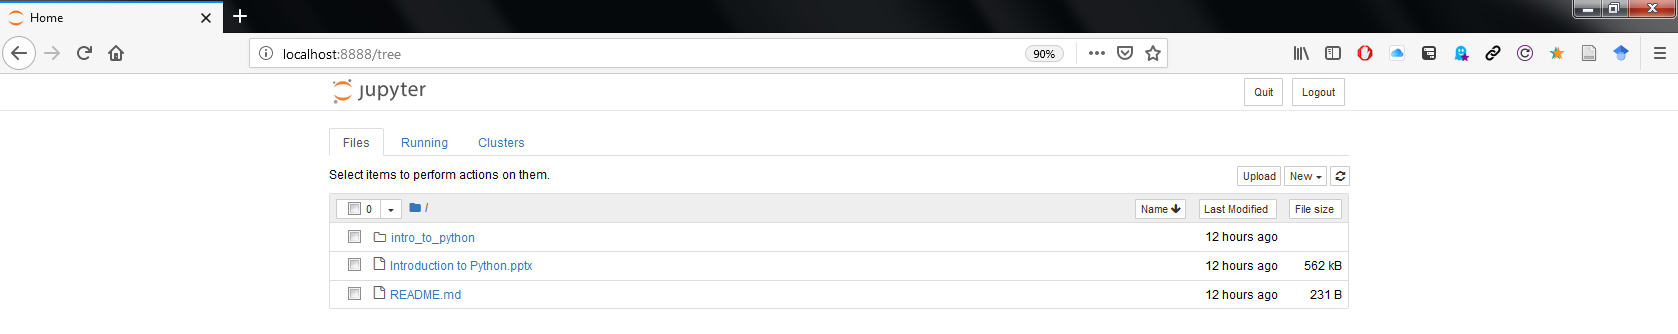 Home
localhost:8888/tree 90%
jupyter Quit Logout
Files Running Clusters
Select items to perform actions on them. Upload New
0 / Name Last Modified File size
intro_to_python 12 hours ago
Introduction to Python.pptx 12 hours ago 562 kB
README.md 12 hours ago 231 B